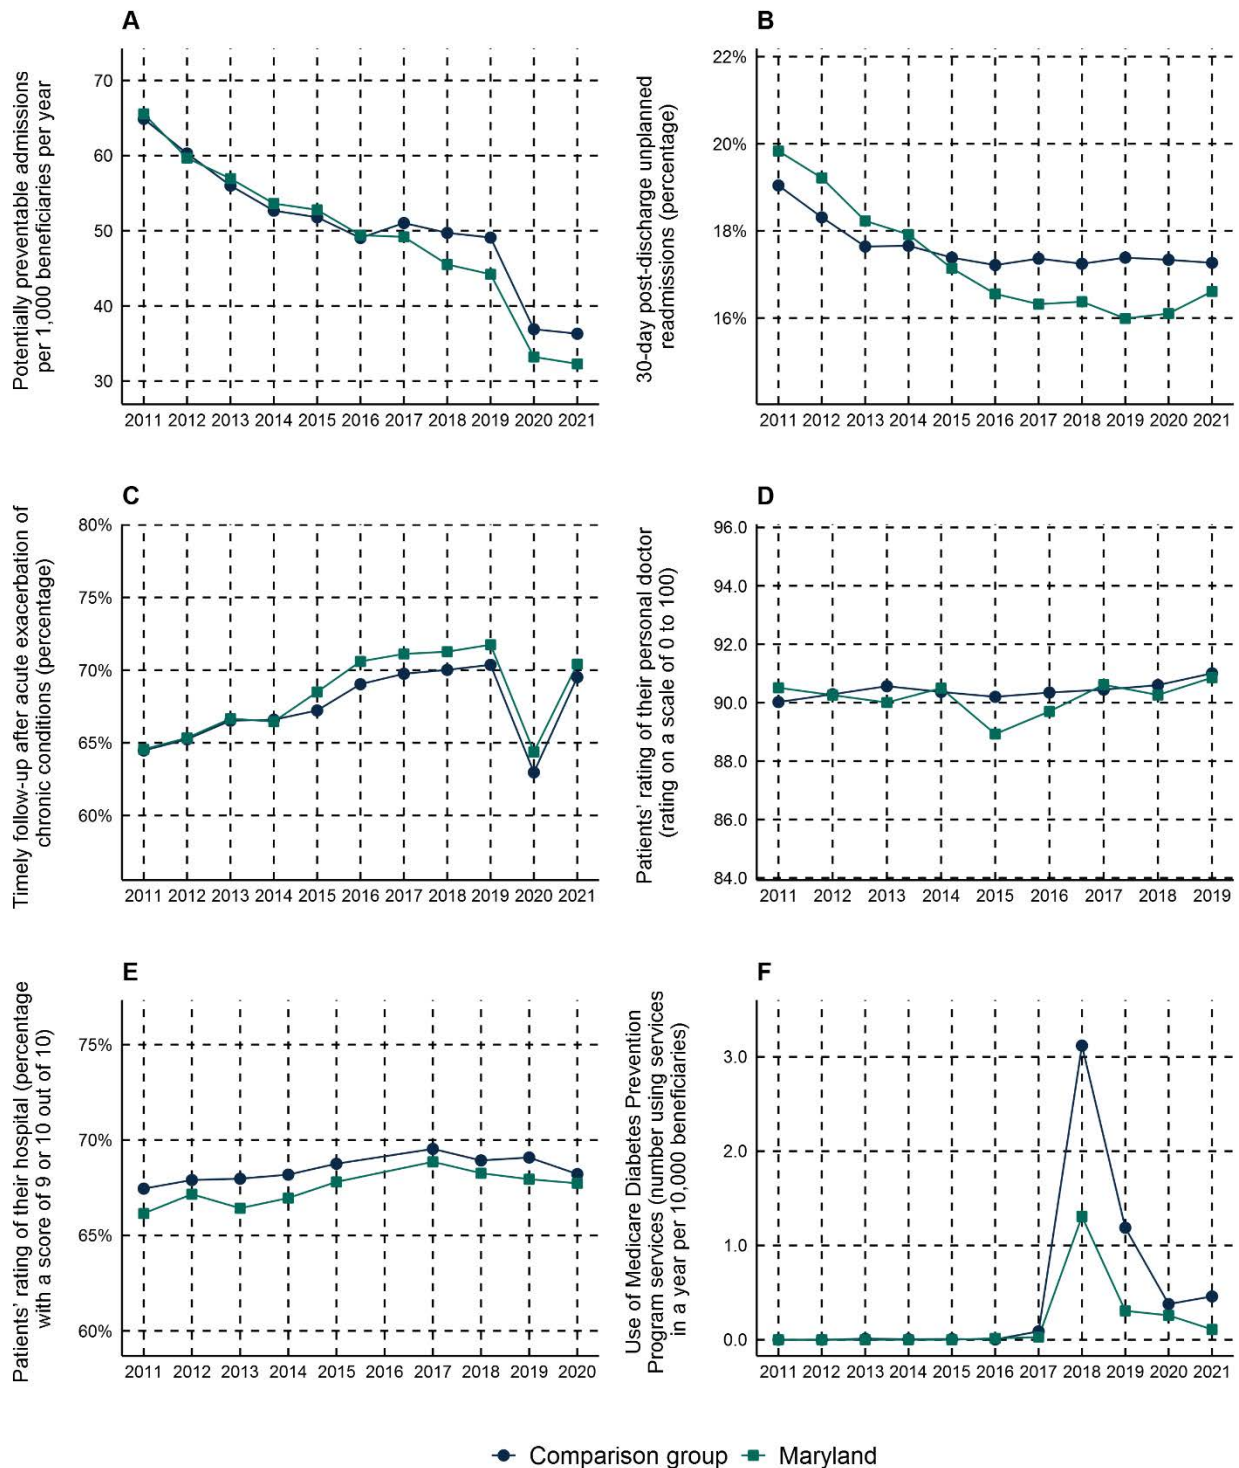 A
Potentially preventable admissions
per 1,000 beneficiaries per year
70
60
50
40
30
2011 2012 2013 2014 2015 2016 2017 2018 2019 2020 2021
B
30-day post-discharge unplanned
readmissions (percentage)
22%
20%
18%
16%
2011 2012 2013 2014 2015 2016 2017 2018 2019 2020 2021
C
Timely follow-up after acute exacerbation of
chronic conditions (percentage)
80%
75%
70%
65%
60%
2011 2012 2013 2014 2015 2016 2017 2018 2019 2020 2021
D
Patients' rating of their personal doctor
(rating on a scale of 0 to 100)
96.0
94.0
92.0
90.0
88.0
86.0
84.0
2011 2012 2013 2014 2015 2016 2017 2018 2019
E
Patients' rating of their hospital (percentage
with a score of 9 or 10 out of 10)
75%
70%
65%
60%
2011 2012 2013 2014 2015 2016 2017 2018 2019 2020
F
Use of Medicare Diabetes Prevention
Program services (number using services
in a year per 10,000 beneficiaries)
3.0
2.0
1.0
0.0
2011 2012 2013 2014 2015 2016 2017 2018 2019 2020 2021
Comparison group Maryland